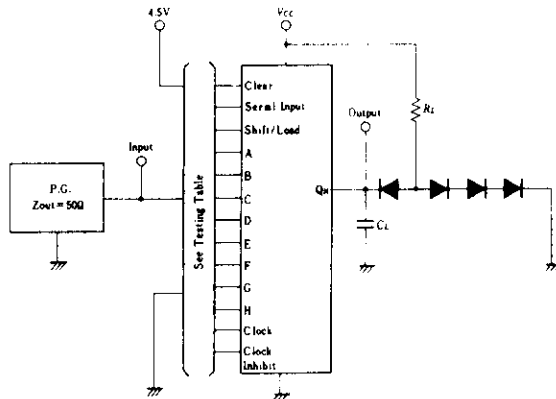 4.5V
VCC
Clear
Serial Input
Shift/Load
A
B
C
D
E
F
G
H
Clock
Clock
Inhibit
See Testing Table
Input
P.G.
Zout = 50Ω
QH
Output
RL
CL